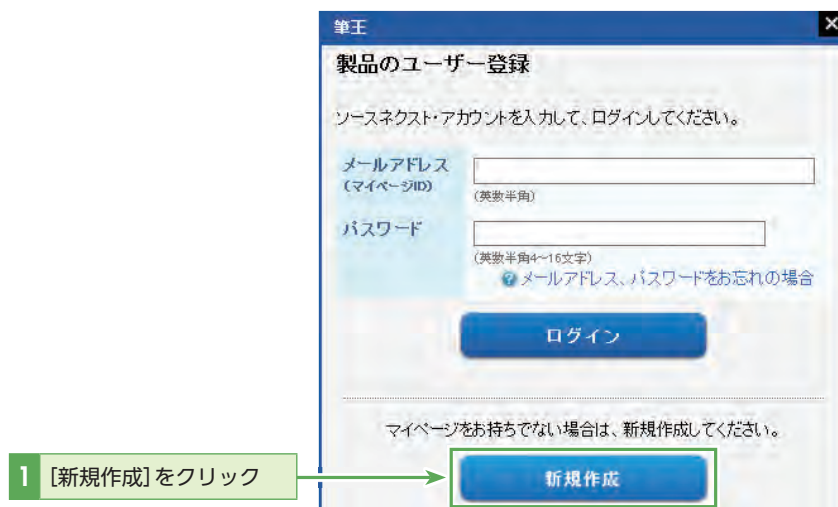 筆王
製品のユーザー登録
ソースネクスト・アカウントを入力して、ログインしてください。
メールアドレス
(マイページID)
(英数半角)
パスワード
(英数半角4~16文字)
メールアドレス、パスワードをお忘れの場合
ログイン
マイページをお持ちでない場合は、新規作成してください。
1 [新規作成]をクリック
新規作成